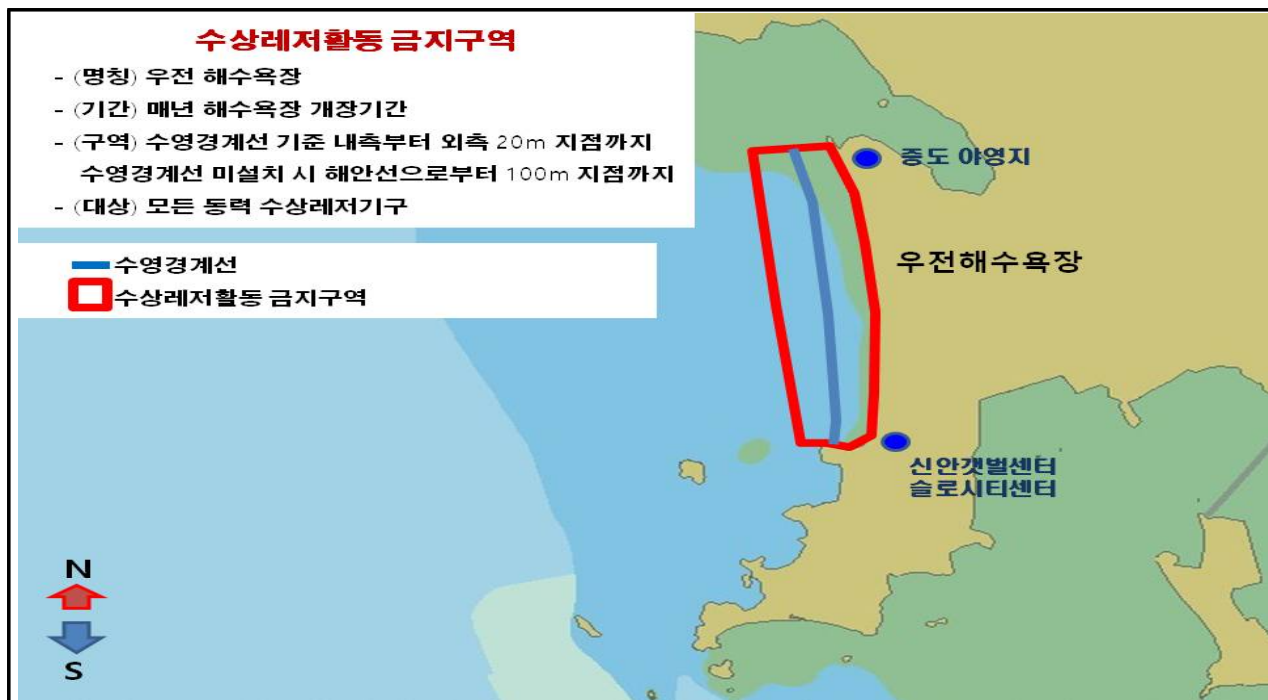 수상레저활동 금지구역
- (명칭) 우전 해수욕장
- (기간) 매년 해수욕장 개장기간
- (구역) 수영경계선 기준 내측부터 외측 20m 지점까지
수영경계선 미설치 시 해안선으로부터 100m 지점까지
- (대상) 모든 동력 수상레저기구
수영경계선
수상레저활동 금지구역
증도 야영지
우전해수욕장
신안갯벌센터
슬로시티센터
N
S